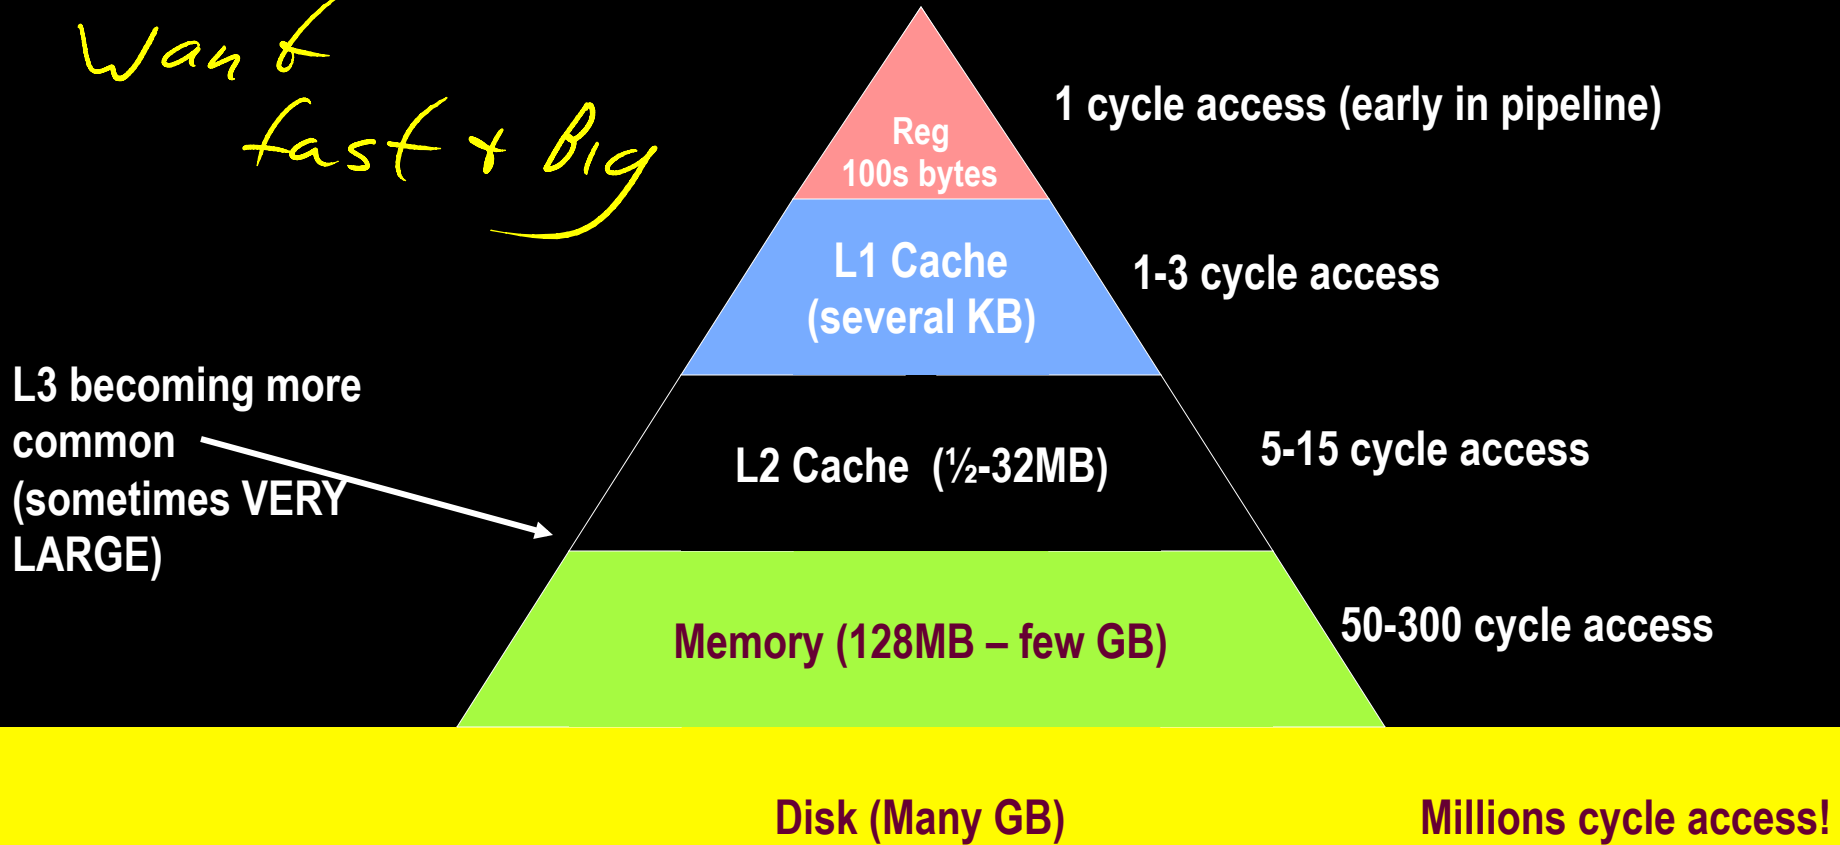 Want
fast + Big
Reg
100s bytes
1 cycle access (early in pipeline)
L1 Cache
(several KB)
1-3 cycle access
L3 becoming more
common
(sometimes VERY
LARGE)
L2 Cache (½-32MB)
5-15 cycle access
Memory (128MB – few GB)
50-300 cycle access
Disk (Many GB)
Millions cycle access!